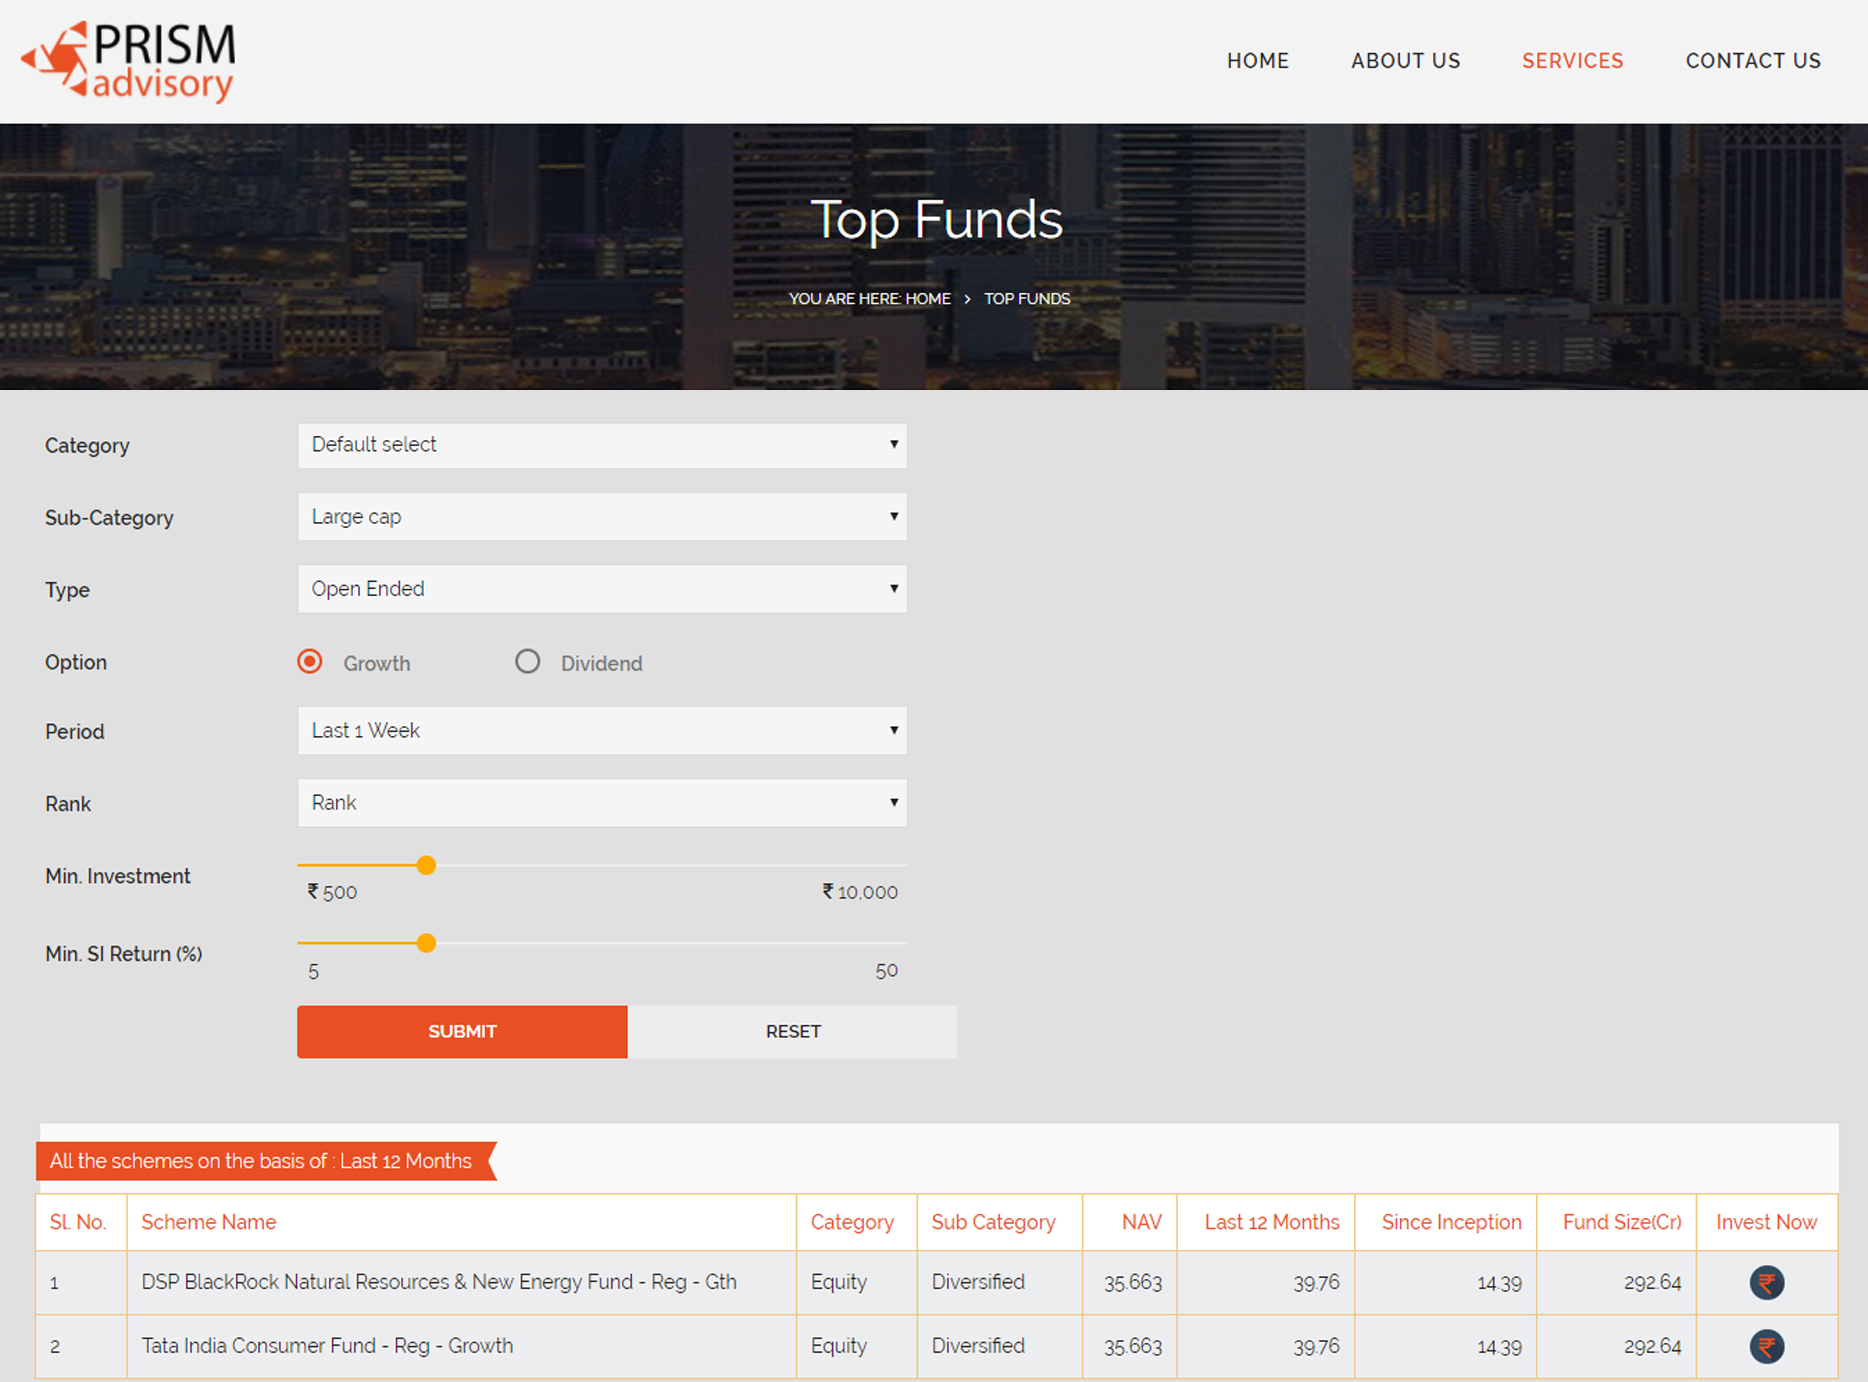 PRISM
advisory
HOME ABOUT US SERVICES CONTACT US
Top Funds
YOU ARE HERE: HOME > TOP FUNDS
Category Default select
Sub-Category Large cap
Type Open Ended
Option Growth Dividend
Period Last 1 Week
Rank Rank
Min. Investment
₹ 500 ₹ 10,000
Min. SI Return (%)
5 50
SUBMIT RESET
All the schemes on the basis of : Last 12 Months
Sl. No. Scheme Name Category Sub Category NAV Last 12 Months Since Inception Fund Size(Cr) Invest Now
1 DSP BlackRock Natural Resources & New Energy Fund - Reg - Gth Equity Diversified 35.663 39.76 14.39 292.64 ₹
2 Tata India Consumer Fund - Reg - Growth Equity Diversified 35.663 39.76 14.39 292.64 ₹